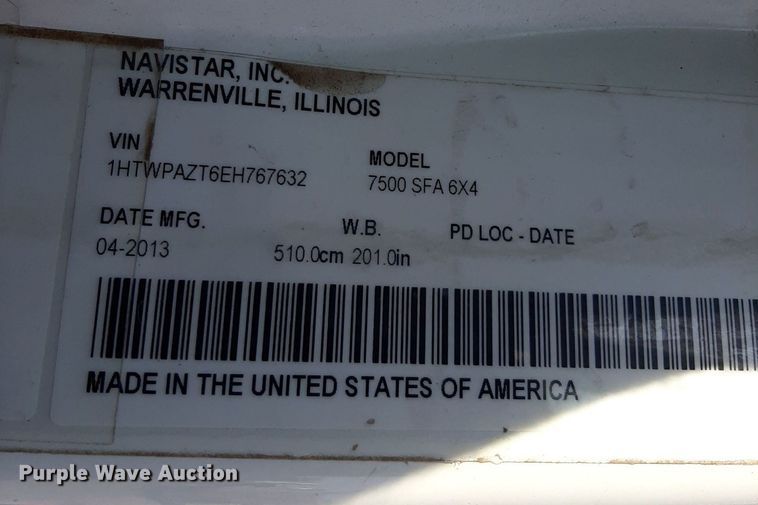 NAVISTAR, INC.
WARRENVILLE, ILLINOIS
VIN
1HTWPAZT6EH767632
MODEL
7500 SFA 6X4
DATE MFG.
04-2013
W.B.
510.0cm 201.0in
PD LOC - DATE
MADE IN THE UNITED STATES OF AMERICA
Purple Wave Auction